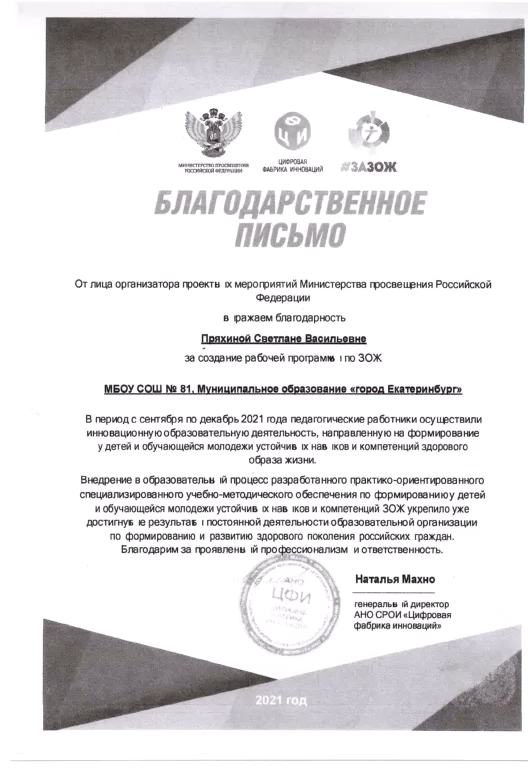 МИНИСТЕРСТВО ПРОСВЕЩЕНИЯ
РОССИЙСКОЙ ФЕДЕРАЦИИ
ЦИФРОВАЯ
ФАБРИКА ИННОВАЦИЙ
#ЗАЗОЖ
БЛАГОДАРСТВЕННОЕ
ПИСЬМО
От лица организатора проектных мероприятий Министерства просвещения Российской
Федерации
выражаем благодарность
Пряхиной Светлане Васильевне
за создание рабочей программы по ЗОЖ
МБОУ СОШ № 81, Муниципальное образование «город Екатеринбург»
В период с сентября по декабрь 2021 года педагогические работники осуществили
инновационную образовательную деятельность, направленную на формирование
у детей и обучающейся молодежи устойчивых навыков и компетенций здорового
образа жизни.
Внедрение в образовательный процесс разработанного практико-ориентированного
специализированного учебно-методического обеспечения по формированию у детей
и обучающейся молодежи устойчивых навыков и компетенций ЗОЖ укрепило уже
достигнутые результаты постоянной деятельности образовательной организации
по формированию и развитию здорового поколения российских граждан.
Благодарим за проявленный профессионализм и ответственность.
АНО
ЦФИ
Наталья Махно
генеральный директор
АНО СРОИ «Цифровая
фабрика инноваций»
2021 год